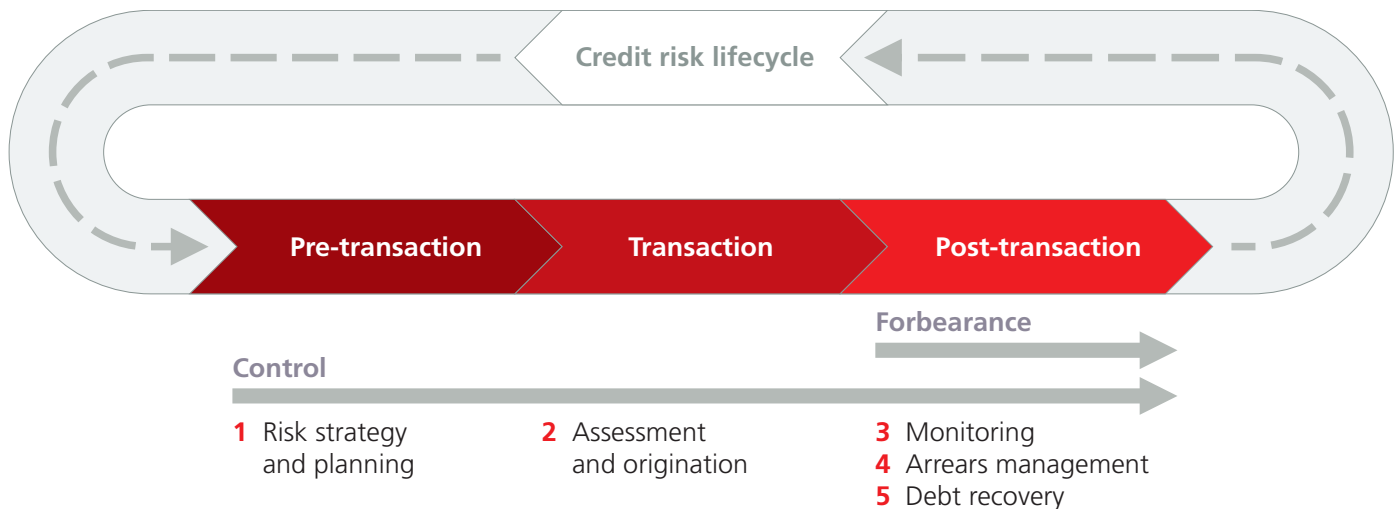 Credit risk lifecycle
Pre-transaction
Transaction
Post-transaction
Forbearance
Control
1 Risk strategy
and planning
2 Assessment
and origination
3 Monitoring
4 Arrears management
5 Debt recovery